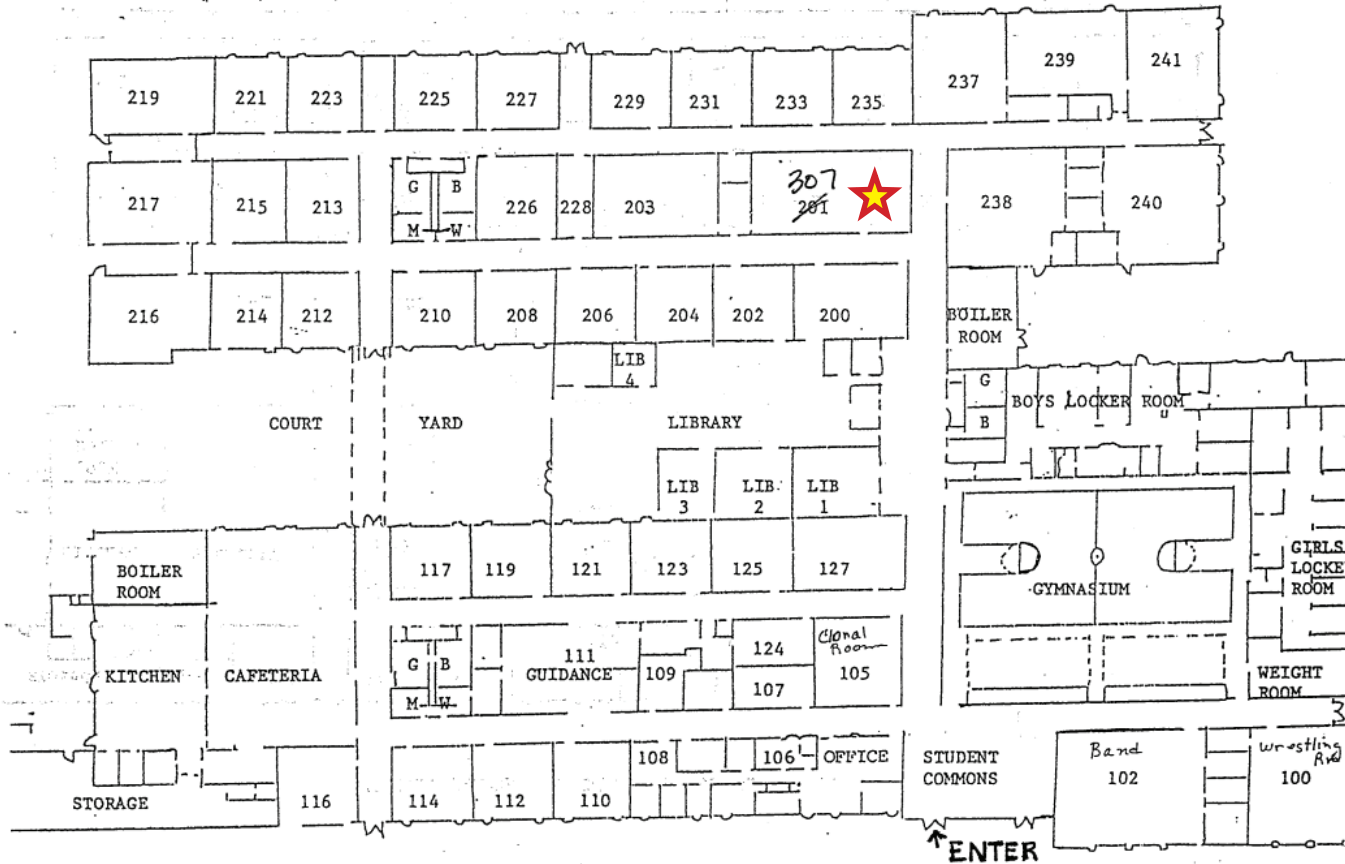 237 239 241
219 221 223 225 227 229 231 233 235
307
217 215 213 G B 226 228 203 201 238 240
M W
216 214 212 210 208 206 204 202 200 BOILER
ROOM
LIB
4
G
BOYS LOCKER ROOM
COURT YARD LIBRARY B
LIB
3
LIB
2
LIB
1
BOILER
ROOM
117 119 121 123 125 127
GYMNASIUM
GIRLS
LOCKE
ROOM
KITCHEN CAFETERIA
G B
M W
111
GUIDANCE
109
124
107
Room
105
WEIGHT
ROOM
STORAGE
116 114 112 110
108 106 OFFICE
STUDENT
COMMONS
Band
102
Wrestling
100
ENTER